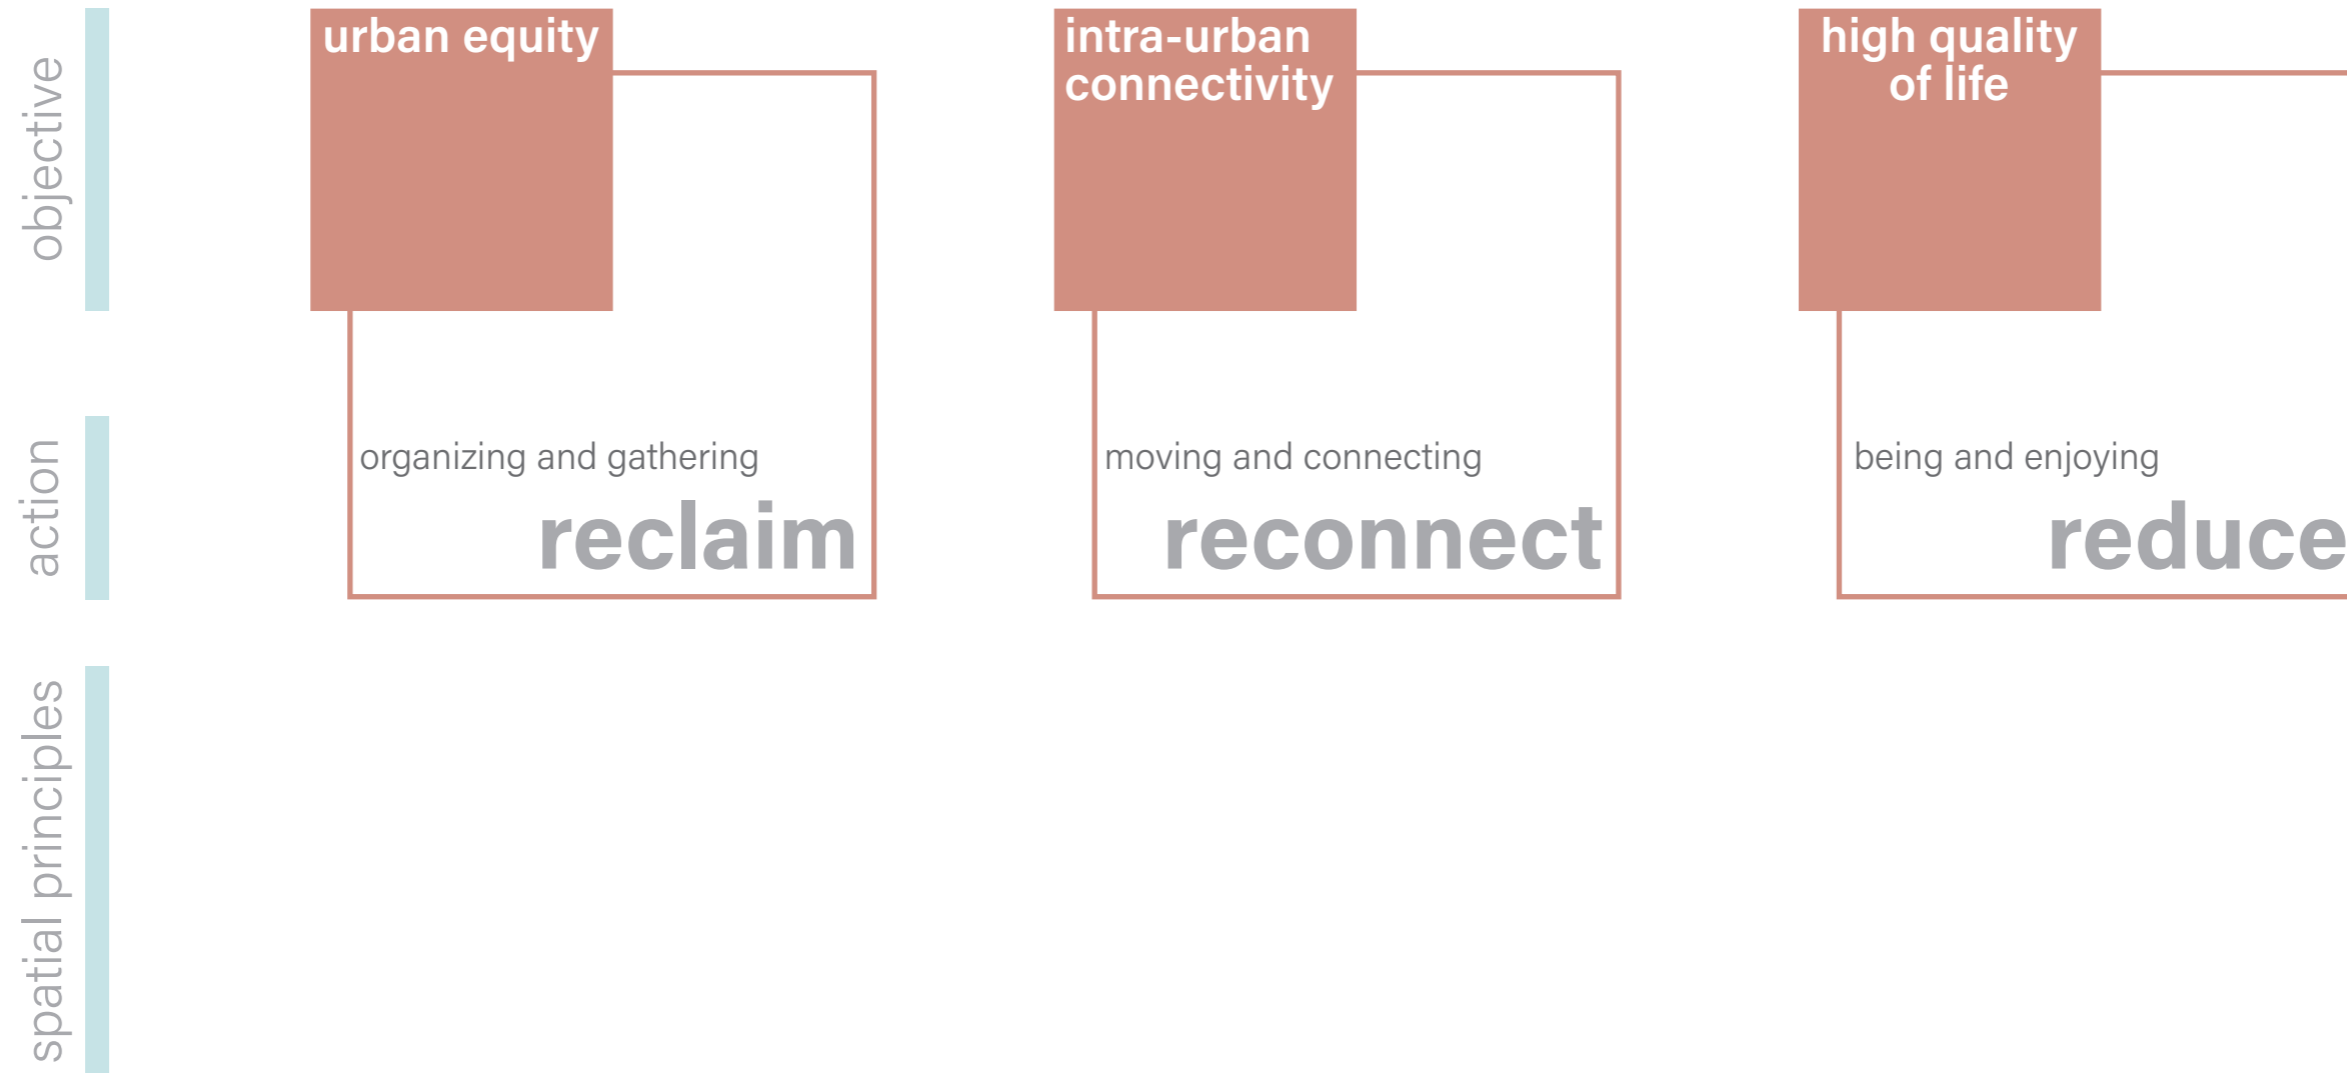 objective
urban equity
intra-urban
connectivity
high quality
of life
action
organizing and gathering
reclaim
moving and connecting
reconnect
being and enjoying
reduce
spatial principles